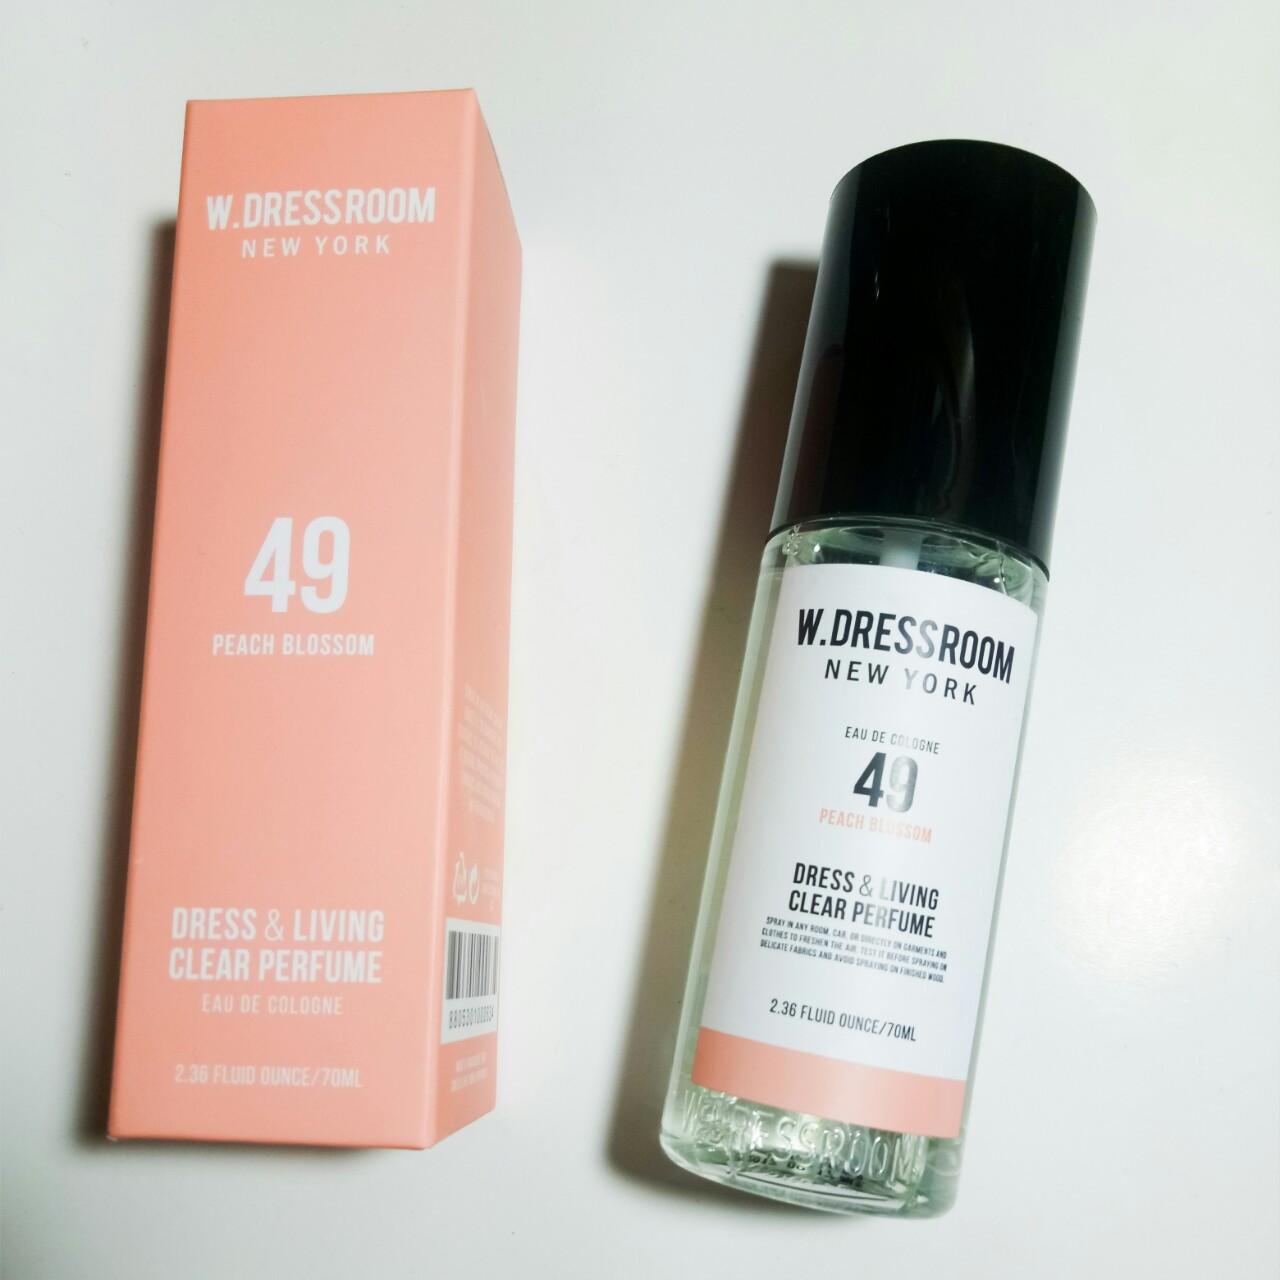 W.DRESSROOM
NEW YORK
49
PEACH BLOSSOM
DRESS & LIVING
CLEAR PERFUME
EAU DE COLOGNE
2.36 FLUID OUNCE/70ML
W.DRESSROOM
NEW YORK
EAU DE COLOGNE
49
PEACH BLOSSOM
DRESS & LIVING
CLEAR PERFUME
SPRAY IN ANY ROOM, CAR, OR DIRECTLY ON GARMENTS AND
CLOTHES TO FRESHEN THE AIR. TEST IT BEFORE SPRAYING ON
DELICATE FABRICS AND AVOID SPRAYING ON FINISHED WOOD.
2.36 FLUID OUNCE/70ML
W.DRESSROOM